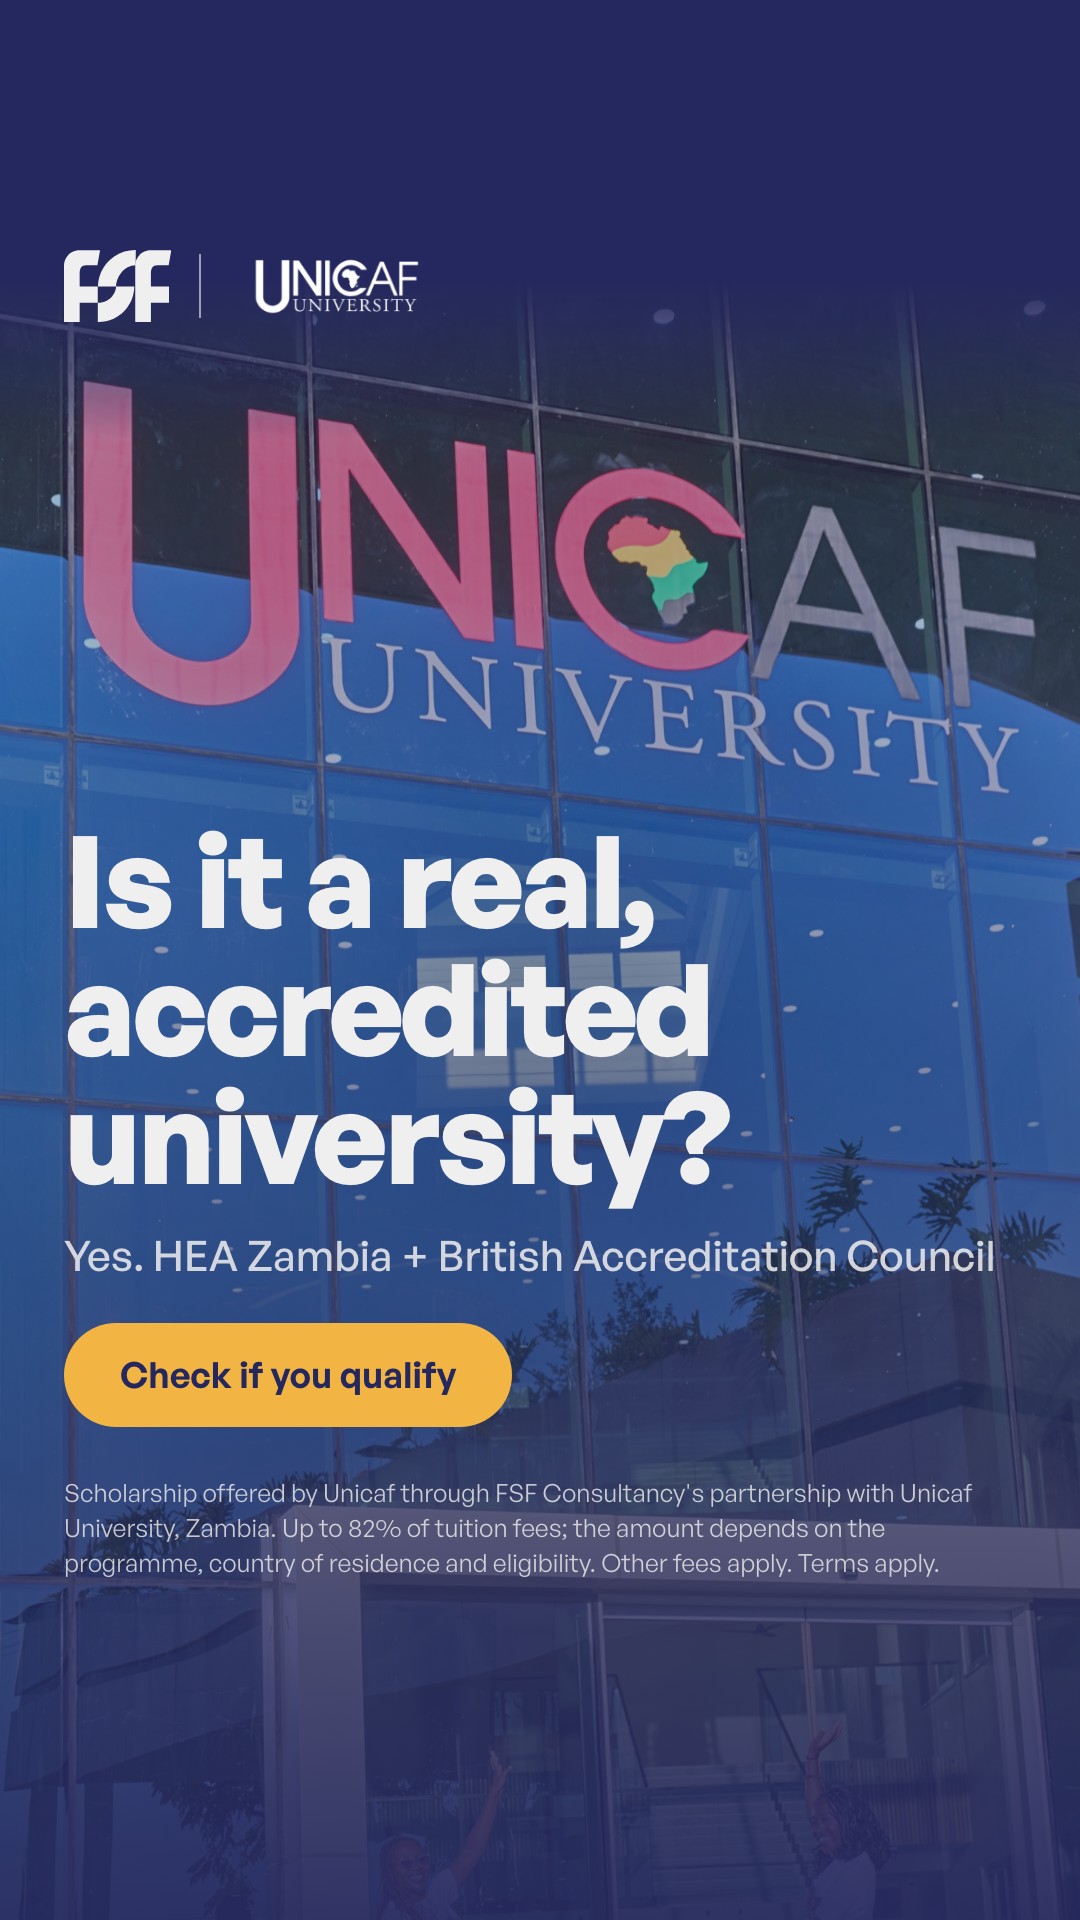 FSF
UNICAF
UNIVERSITY
UNICAF
UNIVERSITY
Is it a real,
accredited
university?
Yes. HEA Zambia + British Accreditation Council
Check if you qualify
Scholarship offered by Unicaf through FSF Consultancy's partnership with Unicaf
University, Zambia. Up to 82% of tuition fees; the amount depends on the
programme, country of residence and eligibility. Other fees apply. Terms apply.